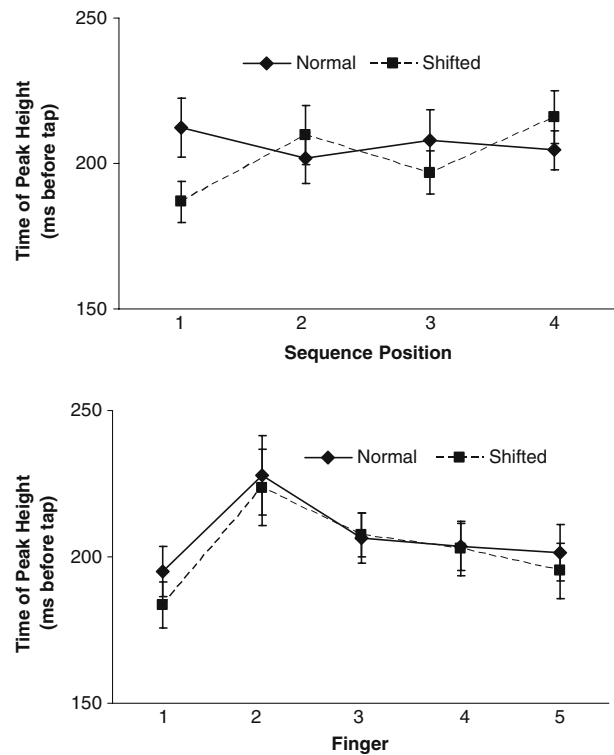 250
Normal Shifted
Time of Peak Height
(ms before tap)
200
150
1 2 3 4
Sequence Position
250
Normal Shifted
Time of Peak Height
(ms before tap)
200
150
1 2 3 4 5
Finger